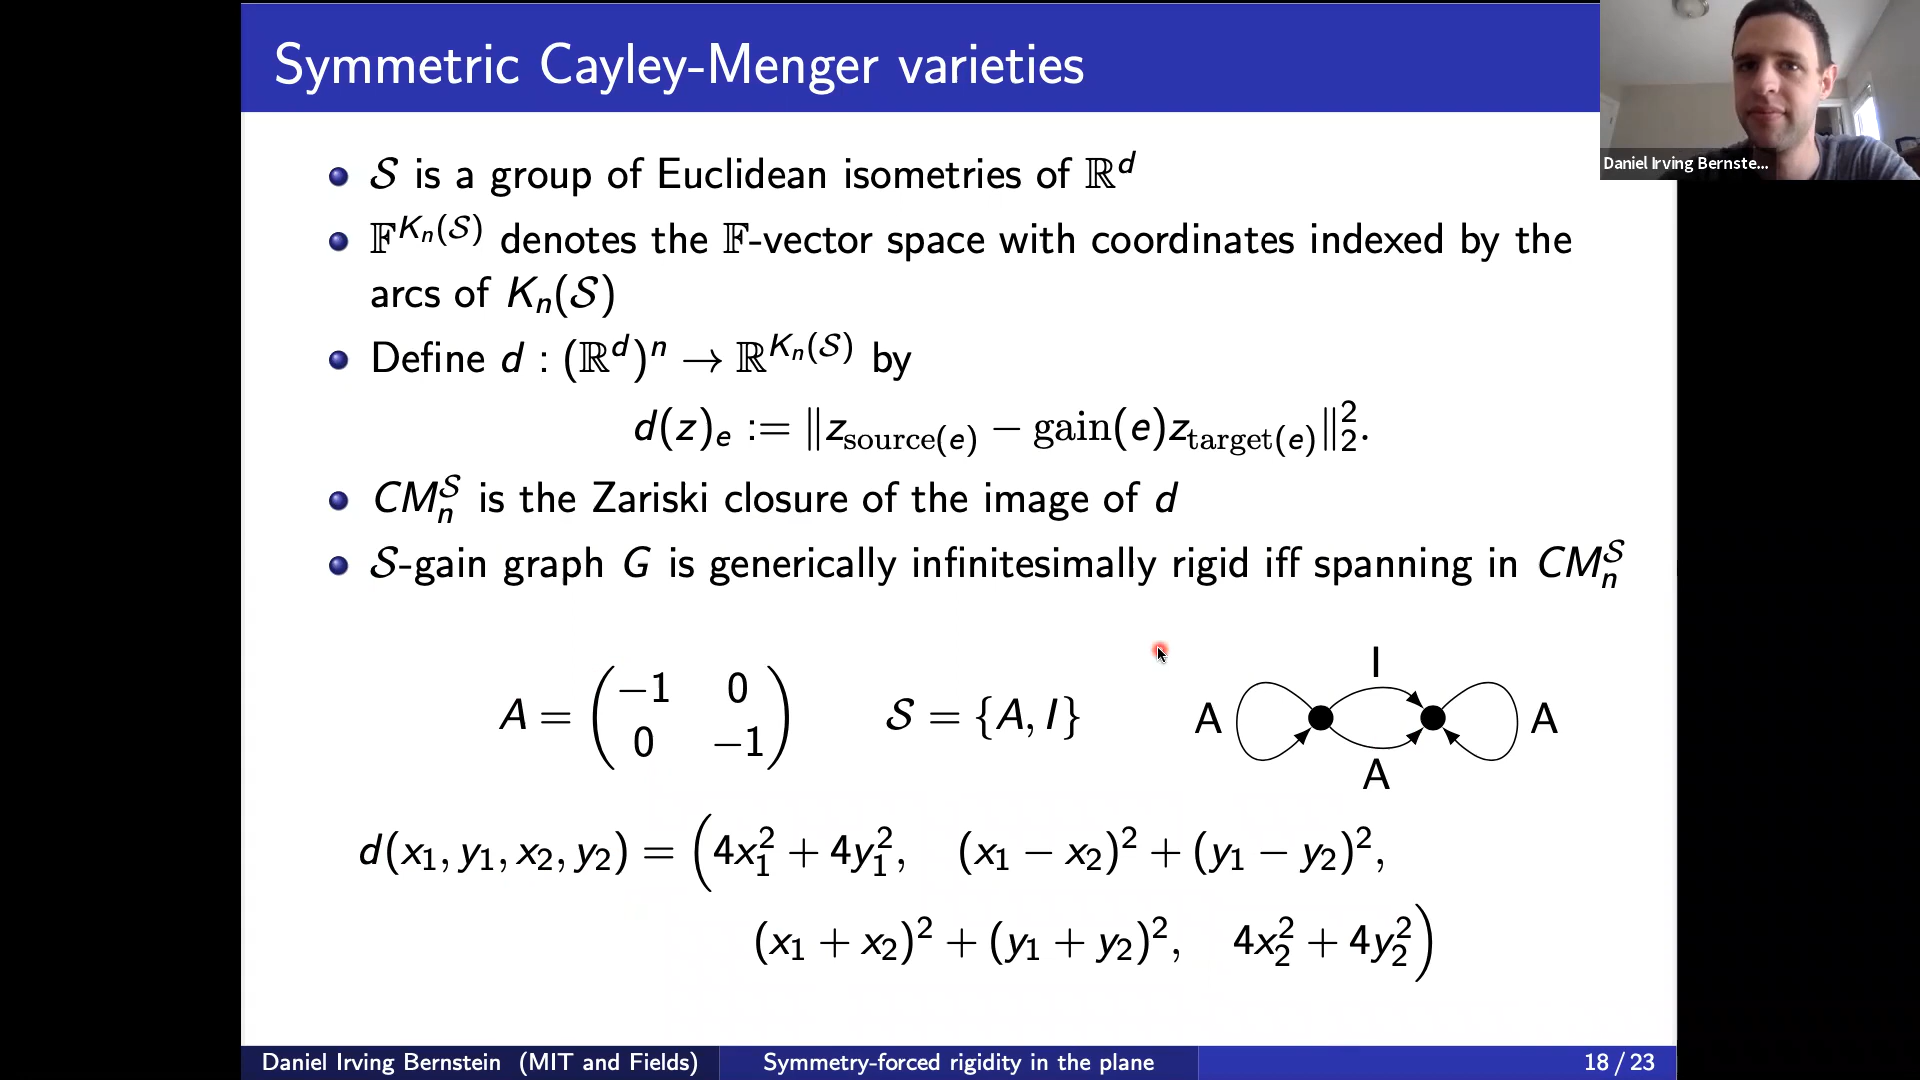 Symmetric Cayley-Menger varieties
Daniel Irving Bernste...
𝒮 is a group of Euclidean isometries of ℝ^d
𝔽^{K_n(𝒮)} denotes the 𝔽-vector space with coordinates indexed by the
arcs of K_n(𝒮)
Define d : (ℝ^d)^n → ℝ^{K_n(𝒮)} by
d(z)_e := ‖z_{source(e)} − gain(e)z_{target(e)}‖_2^2.
CM_n^𝒮 is the Zariski closure of the image of d
𝒮-gain graph G is generically infinitesimally rigid iff spanning in CM_n^𝒮
A = (−1 0
0 −1)
𝒮 = {A, I}
I
A
A
A
d(x_1, y_1, x_2, y_2) = (4x_1^2 + 4y_1^2, (x_1 − x_2)^2 + (y_1 − y_2)^2,
(x_1 + x_2)^2 + (y_1 + y_2)^2, 4x_2^2 + 4y_2^2)
Daniel Irving Bernstein (MIT and Fields) Symmetry-forced rigidity in the plane 18 / 23